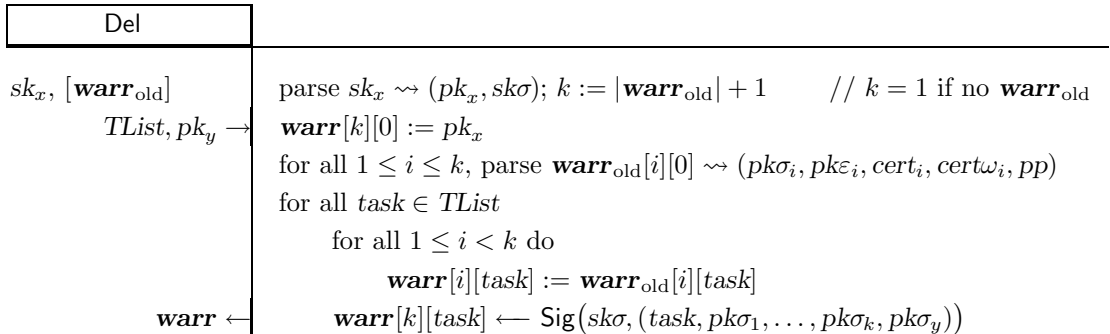 Del
sk_x, [warr_old] parse sk_x ⇝ (pk_x, skσ); k := |warr_old| + 1 // k = 1 if no warr_old
TList, pk_y → warr[k][0] := pk_x
for all 1 ≤ i ≤ k, parse warr_old[i][0] ⇝ (pkσ_i, pkε_i, cert_i, certω_i, pp)
for all task ∈ TList
for all 1 ≤ i < k do
warr[i][task] := warr_old[i][task]
warr ← warr[k][task] ⟵ Sig(skσ, (task, pkσ_1, . . . , pkσ_k, pkσ_y))